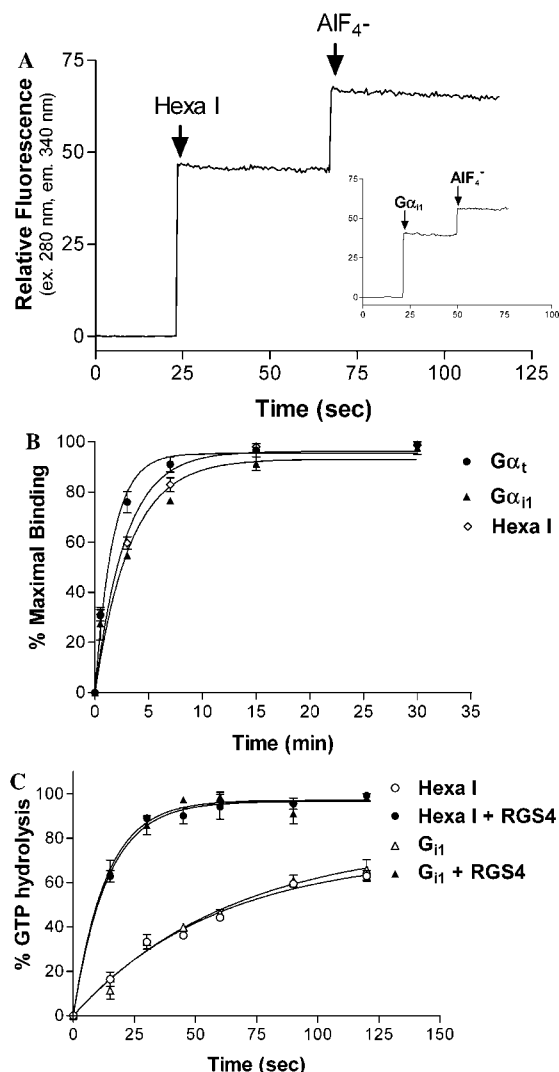 A
AlF4-
75
Hexa I
50
25
0
Relative Fluorescence
(ex. 280 nm, em. 340 nm)
0 25 50 75 100 125
Time (sec)
75
50
25
0
Gαi1
AlF4-
0 25 50 75 100
B
100
80
60
40
20
0
% Maximal Binding
0 5 10 15 20 25 30 35
Time (min)
Gαt
Gαi1
Hexa I
C
100
80
60
40
20
0
% GTP hydrolysis
0 25 50 75 100 125 150
Time (sec)
Hexa I
Hexa I + RGS4
Gi1
Gi1 + RGS4